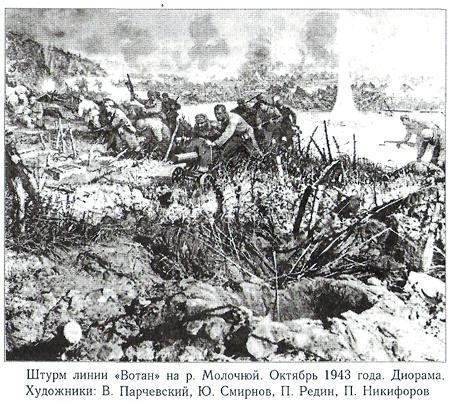 Штурм линии «Вотан» на р. Молочной. Октябрь 1943 года. Диорама.
Художники: В. Парчевский, Ю. Смирнов, П. Редин, П. Никифоров